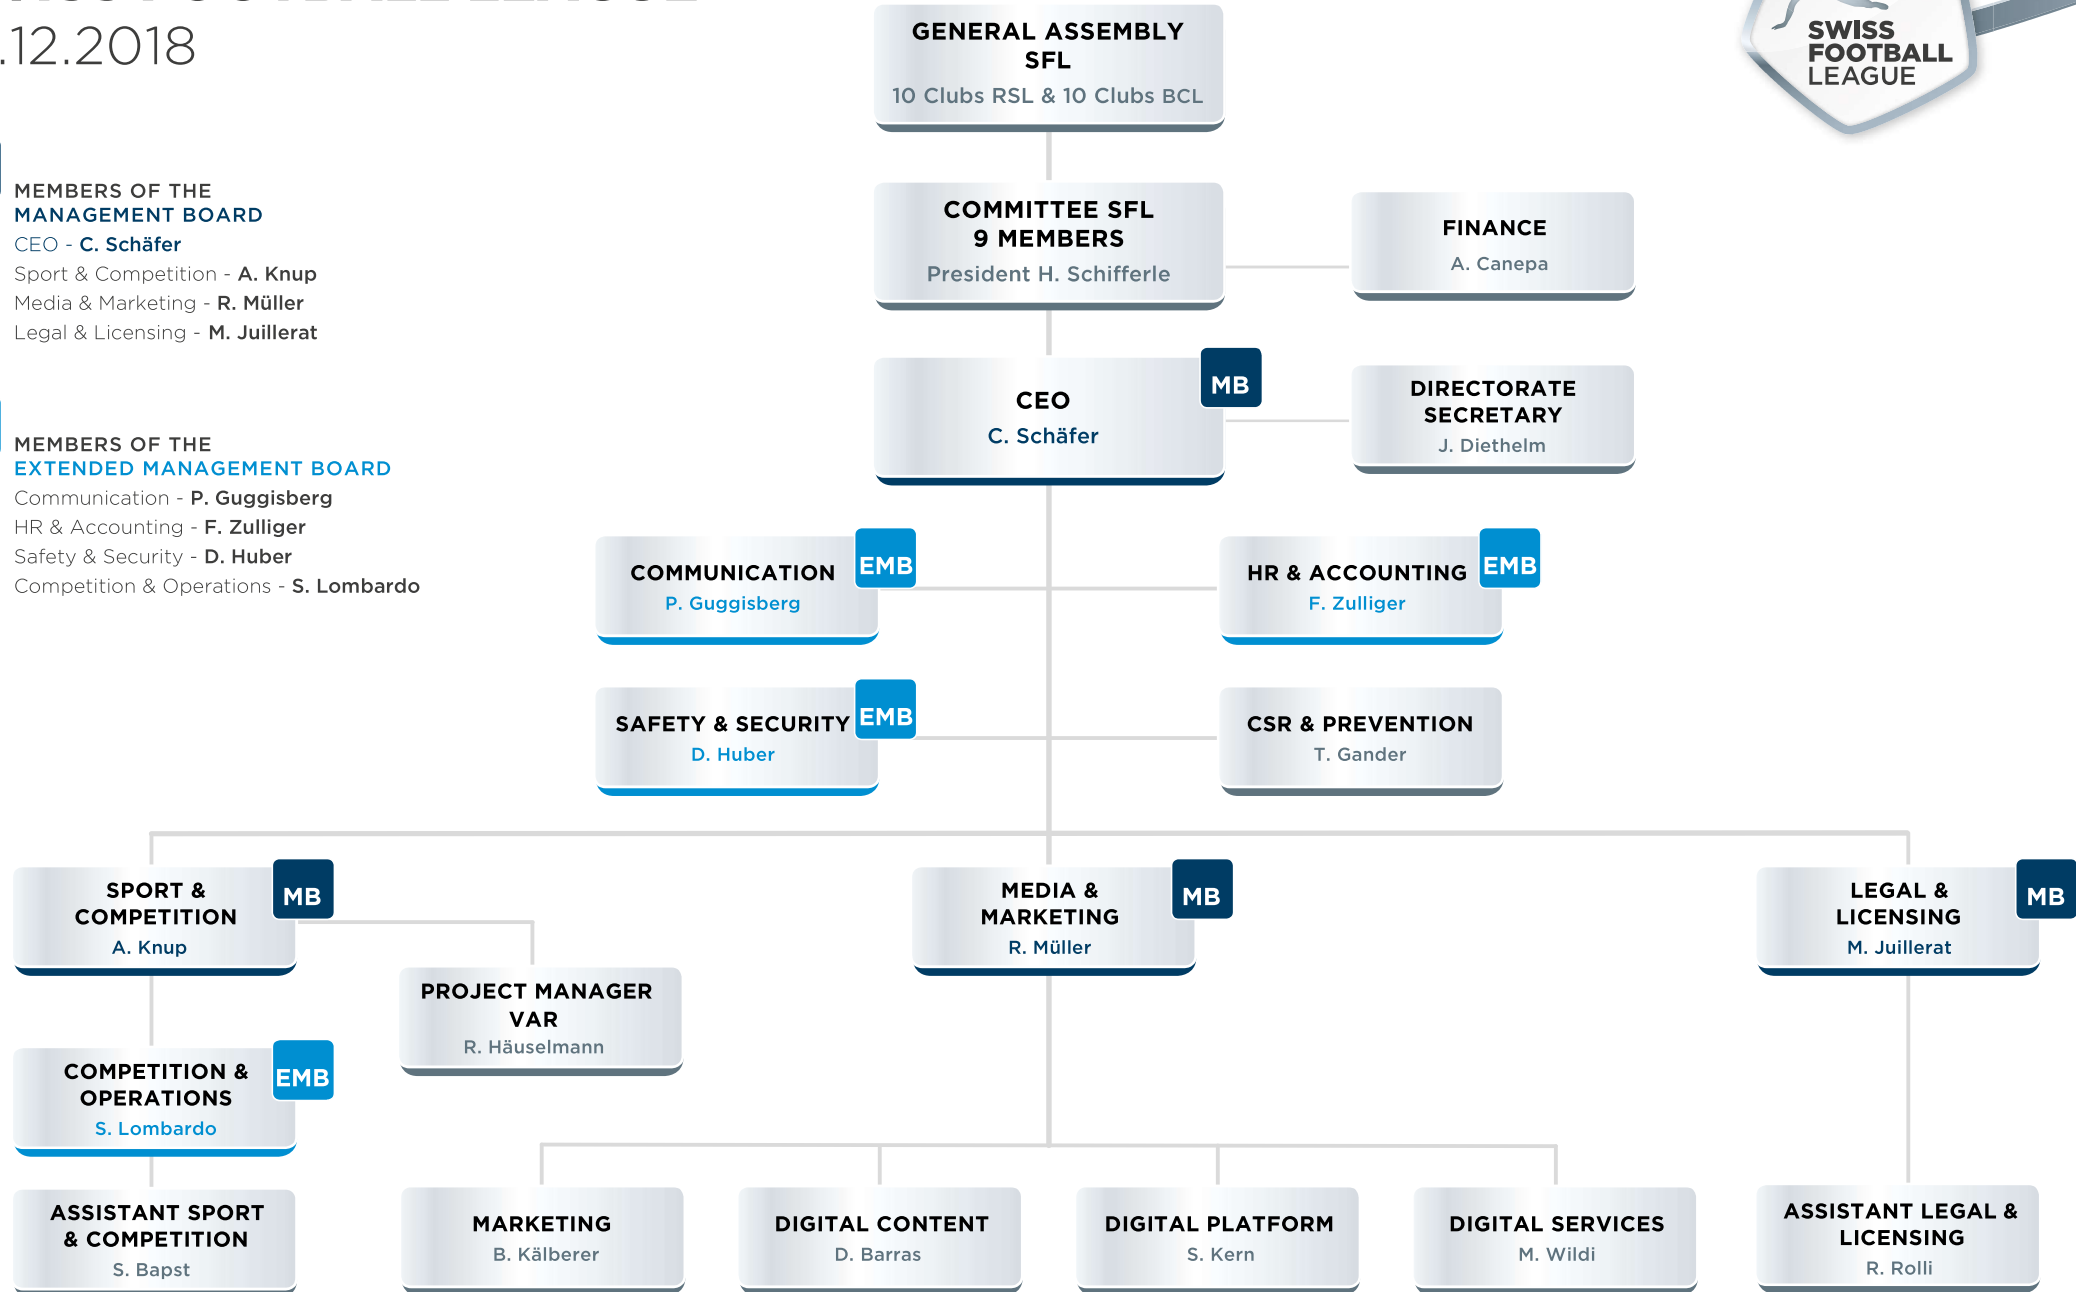 .12.2018
SWISS
FOOTBALL
LEAGUE
GENERAL ASSEMBLY
SFL
10 Clubs RSL & 10 Clubs BCL
MEMBERS OF THE
MANAGEMENT BOARD
CEO - C. Schäfer
Sport & Competition - A. Knup
Media & Marketing - R. Müller
Legal & Licensing - M. Juillerat
COMMITTEE SFL
9 MEMBERS
President H. Schifferle
FINANCE
A. Canepa
CEO
C. Schäfer
MB
DIRECTORATE
SECRETARY
J. Diethelm
MEMBERS OF THE
EXTENDED MANAGEMENT BOARD
Communication - P. Guggisberg
HR & Accounting - F. Zulliger
Safety & Security - D. Huber
Competition & Operations - S. Lombardo
COMMUNICATION
P. Guggisberg
EMB
HR & ACCOUNTING
F. Zulliger
EMB
SAFETY & SECURITY
D. Huber
EMB
CSR & PREVENTION
T. Gander
SPORT &
COMPETITION
A. Knup
MB
MEDIA &
MARKETING
R. Müller
MB
LEGAL &
LICENSING
M. Juillerat
MB
PROJECT MANAGER
VAR
R. Häuselmann
COMPETITION &
OPERATIONS
S. Lombardo
EMB
ASSISTANT SPORT
& COMPETITION
S. Bapst
MARKETING
B. Kälberer
DIGITAL CONTENT
D. Barras
DIGITAL PLATFORM
S. Kern
DIGITAL SERVICES
M. Wildi
ASSISTANT LEGAL &
LICENSING
R. Rolli